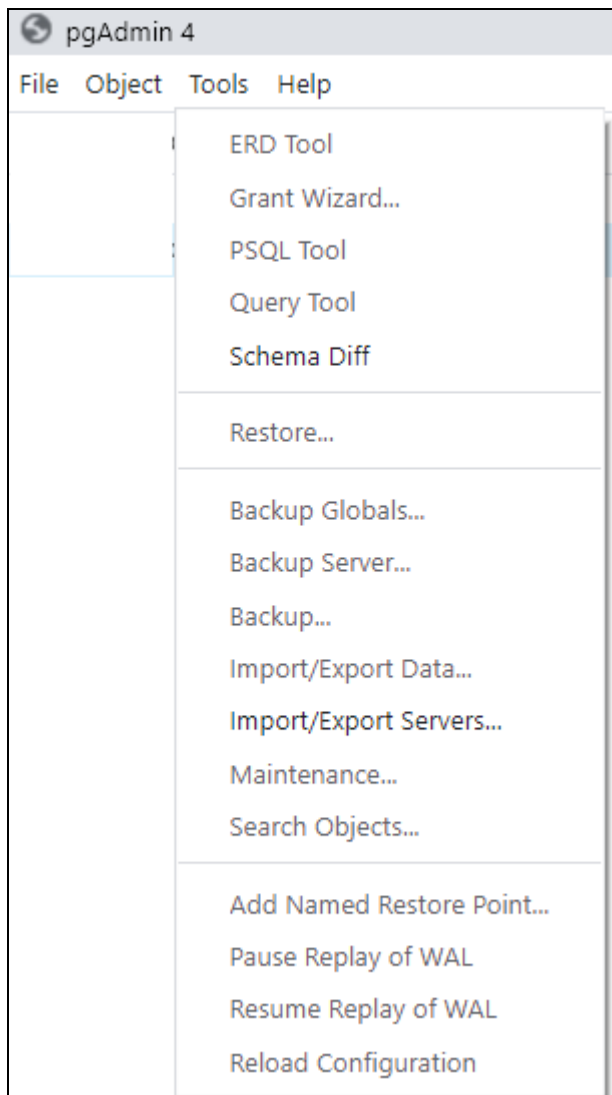 pgAdmin 4
File Object Tools Help
ERD Tool
Grant Wizard...
PSQL Tool
Query Tool
Schema Diff
Restore...
Backup Globals...
Backup Server...
Backup...
Import/Export Data...
Import/Export Servers...
Maintenance...
Search Objects...
Add Named Restore Point...
Pause Replay of WAL
Resume Replay of WAL
Reload Configuration